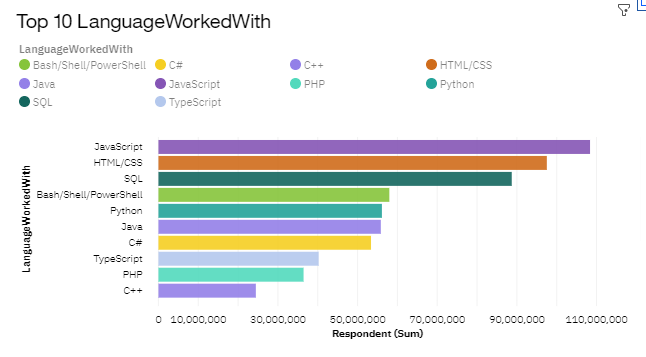 Top 10 LanguageWorkedWith
LanguageWorkedWith
Bash/Shell/PowerShell C# C++ HTML/CSS
Java JavaScript PHP Python
SQL TypeScript
LanguageWorkedWith
JavaScript
HTML/CSS
SQL
Bash/Shell/PowerShell
Python
Java
C#
TypeScript
PHP
C++
0 10,000,000 30,000,000 50,000,000 70,000,000 90,000,000 110,000,000
Respondent (Sum)